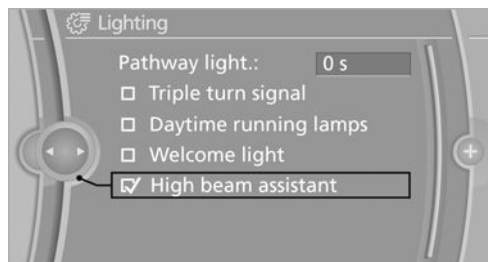 Lighting
Pathway light.: 0 s
Triple turn signal
Daytime running lamps
Welcome light
High beam assistant